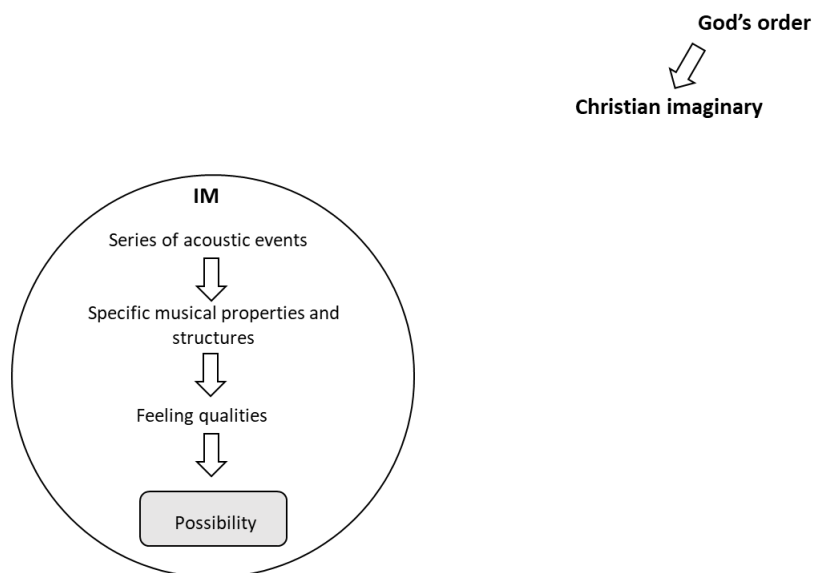 God’s order
Christian imaginary
IM
Series of acoustic events
Specific musical properties and
structures
Feeling qualities
Possibility